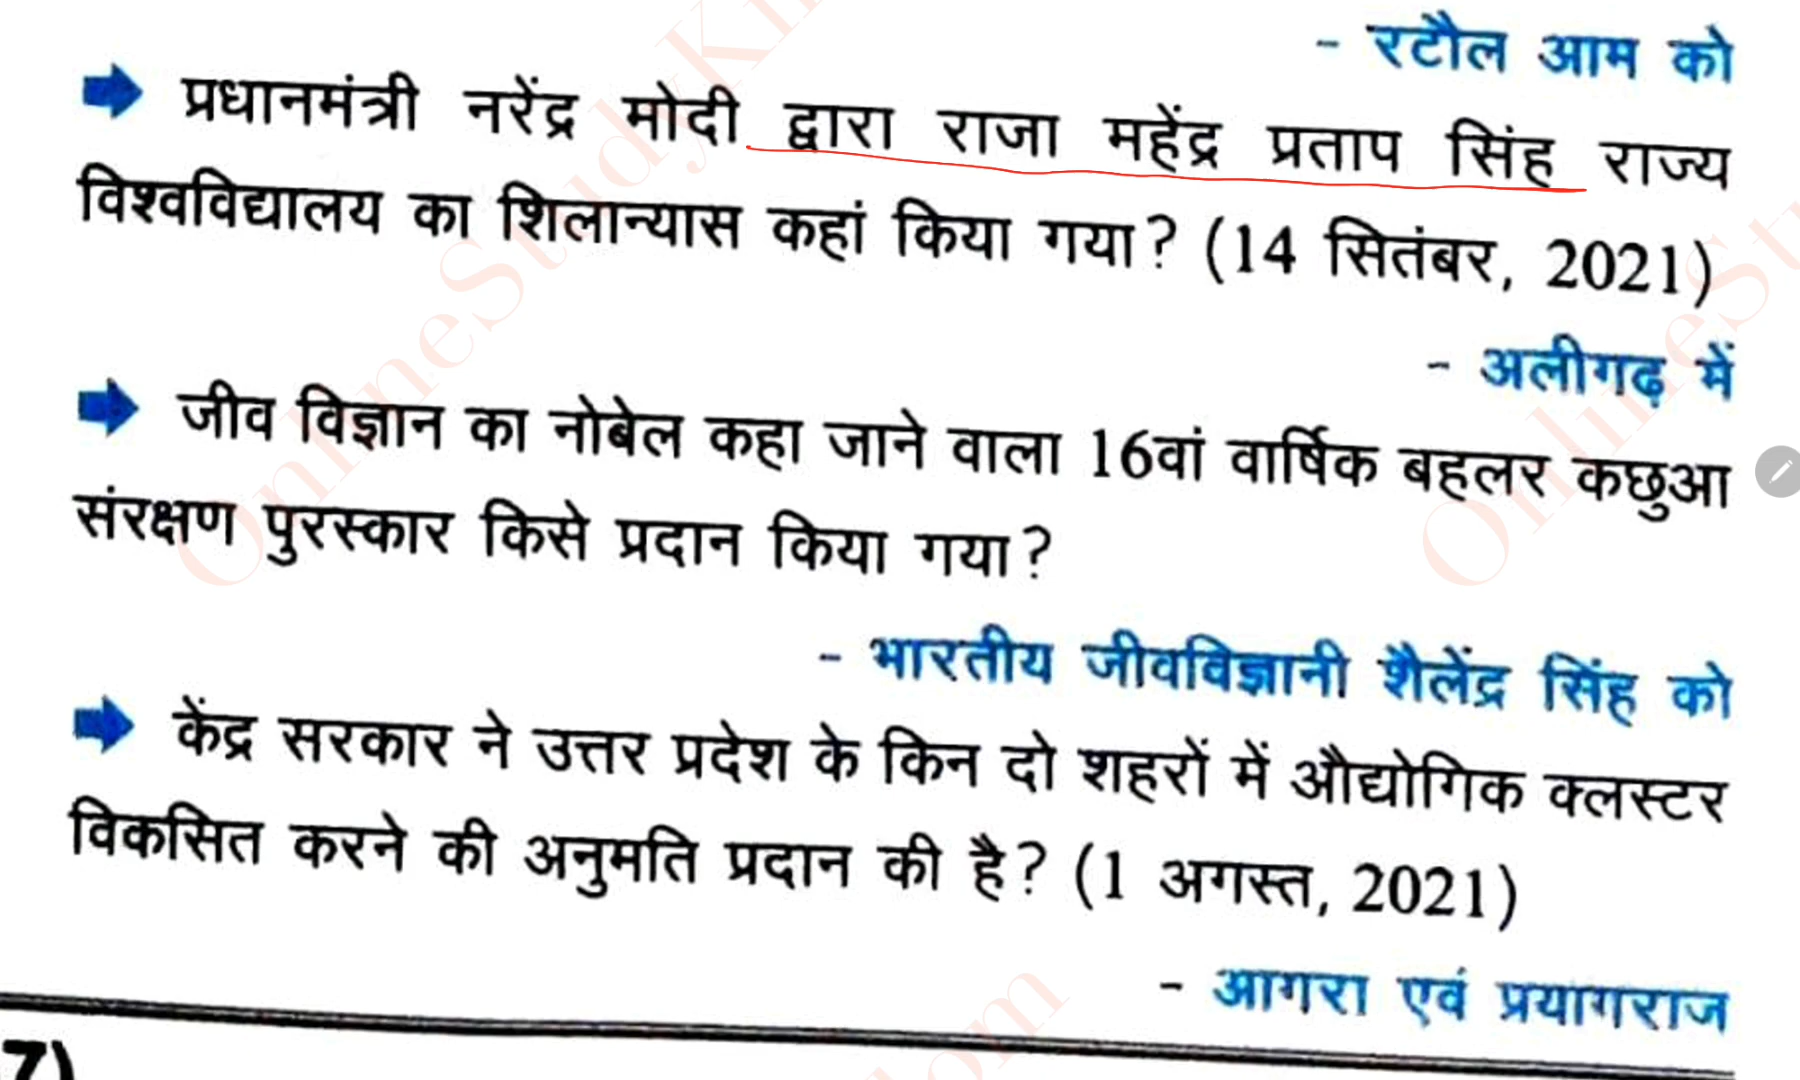 - रटौल आम को
प्रधानमंत्री नरेंद्र मोदी द्वारा राजा महेंद्र प्रताप सिंह राज्य
विश्वविद्यालय का शिलान्यास कहां किया गया? (14 सितंबर, 2021)
- अलीगढ़ में
जीव विज्ञान का नोबेल कहा जाने वाला 16वां वार्षिक बहलर कछुआ
संरक्षण पुरस्कार किसे प्रदान किया गया?
- भारतीय जीवविज्ञानी शैलेंद्र सिंह को
केंद्र सरकार ने उत्तर प्रदेश के किन दो शहरों में औद्योगिक क्लस्टर
विकसित करने की अनुमति प्रदान की है? (1 अगस्त, 2021)
- आगरा एवं प्रयागराज
7)